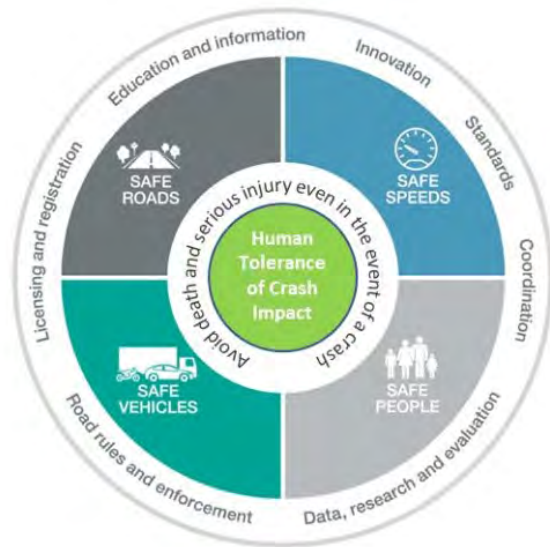 Education and information
Innovation
Standards
Coordination
Data, research and evaluation
Road rules and enforcement
Licensing and registration
SAFE
ROADS
SAFE
SPEEDS
SAFE
VEHICLES
SAFE
PEOPLE
Avoid death and serious injury even in the event of a crash
Human
Tolerance
of Crash
Impact